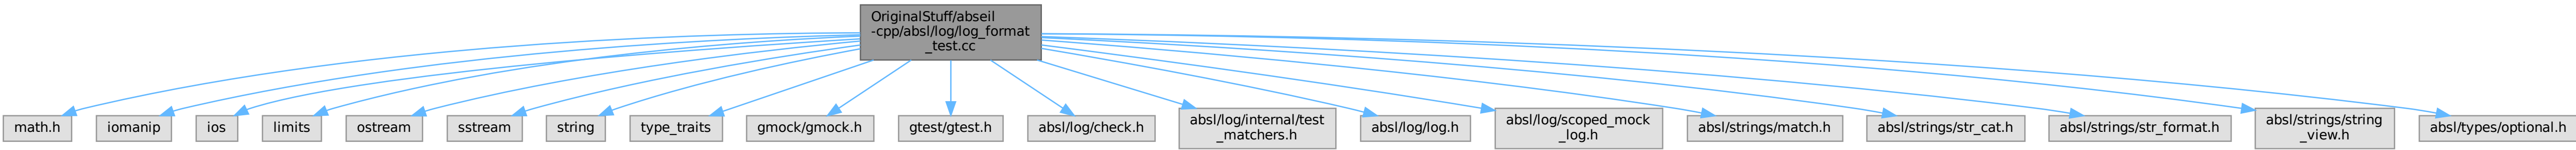 OriginalStuff/abseil
-cpp/absl/log/log_format
_test.cc
math.h
iomanip
ios
limits
ostream
sstream
string
type_traits
gmock/gmock.h
gtest/gtest.h
absl/log/check.h
absl/log/internal/test
_matchers.h
absl/log/log.h
absl/log/scoped_mock
_log.h
absl/strings/match.h
absl/strings/str_cat.h
absl/strings/str_format.h
absl/strings/string
_view.h
absl/types/optional.h